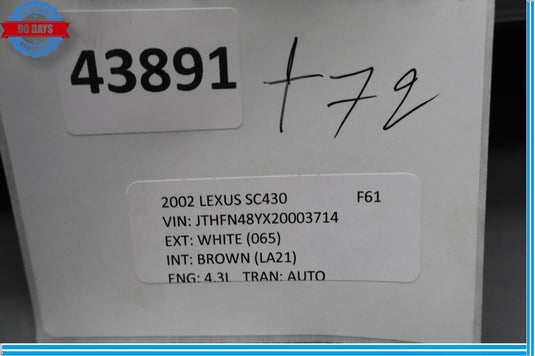 90 DAYS
43891
+72
2002 LEXUS SC430 F61
VIN: JTHFN48YX20003714
EXT: WHITE (065)
INT: BROWN (LA21)
ENG: 4.3L TRAN: AUTO